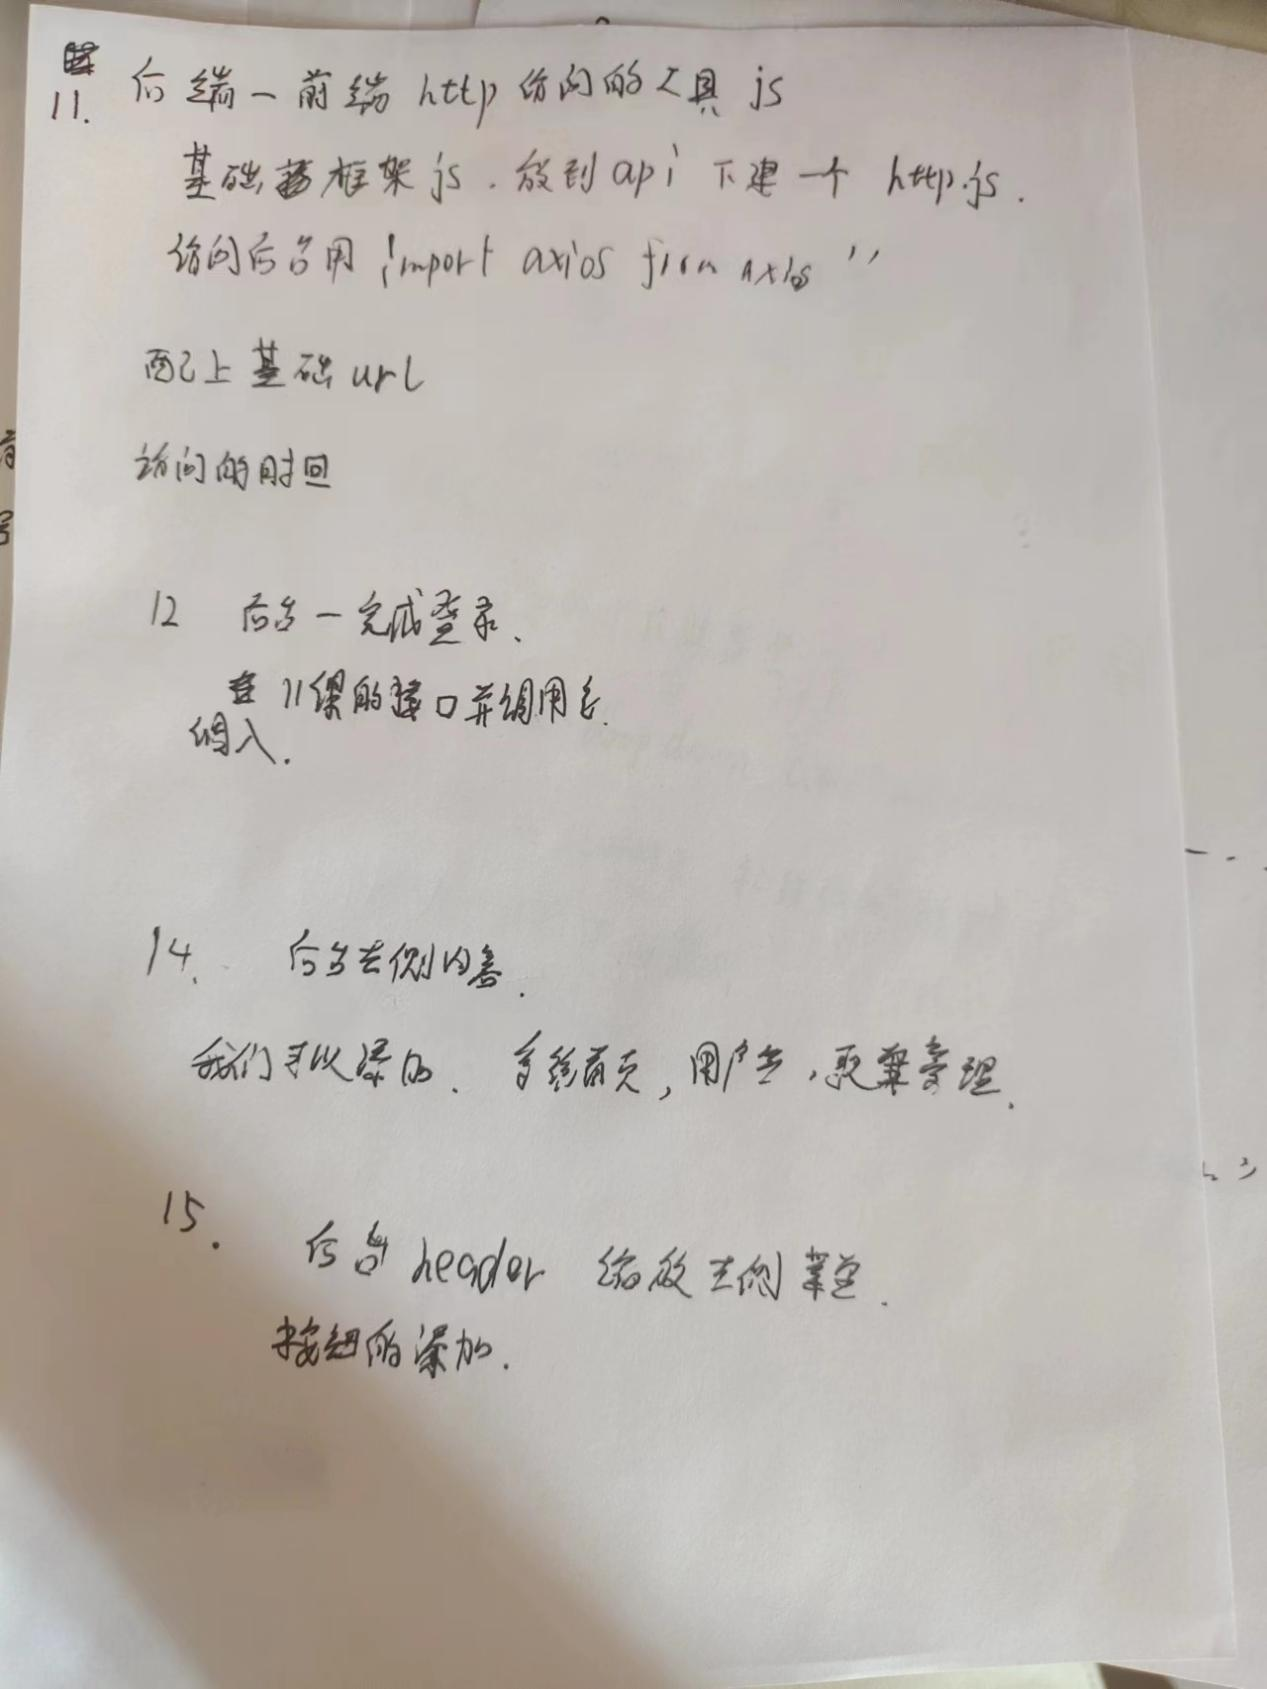 11. 后端一前端 http 访问的工具 js
基础 框架 js. 放到 api 下建一个 http.js.
访问后台用 import axios from axios ''
配上基础 url
访问的时回
12 后台一完成登录.
11课的接口并调用
调入.
14. 后台左侧内容.
我们可以添加. 系统首页, 用户 , 管理.
15. 后台 header 缩放左侧菜单.
按钮的添加.